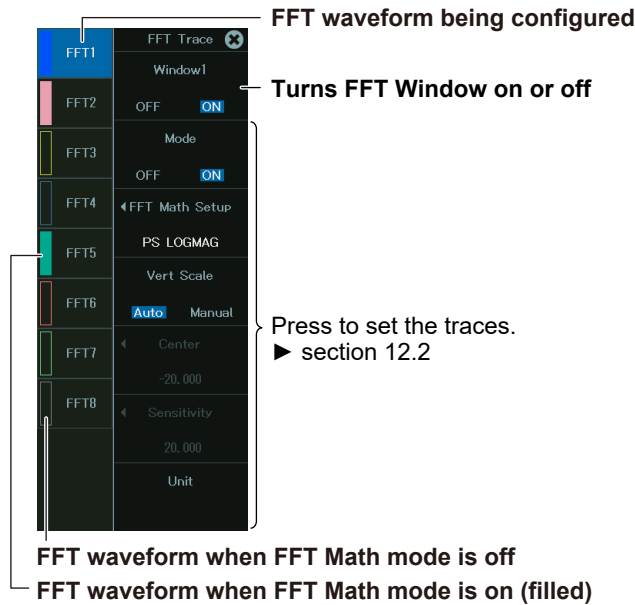 FFT waveform being configured
FFT1
FFT Trace
Window1
Turns FFT Window on or off
FFT2
OFF ON
Mode
FFT3
OFF ON
FFT4
FFT Math Setup
PS LOGMAG
FFT5
Vert Scale
FFT6
Auto Manual
Press to set the traces.
► section 12.2
FFT7
Center
-20.000
FFT8
Sensitivity
20.000
Unit
FFT waveform when FFT Math mode is off
FFT waveform when FFT Math mode is on (filled)